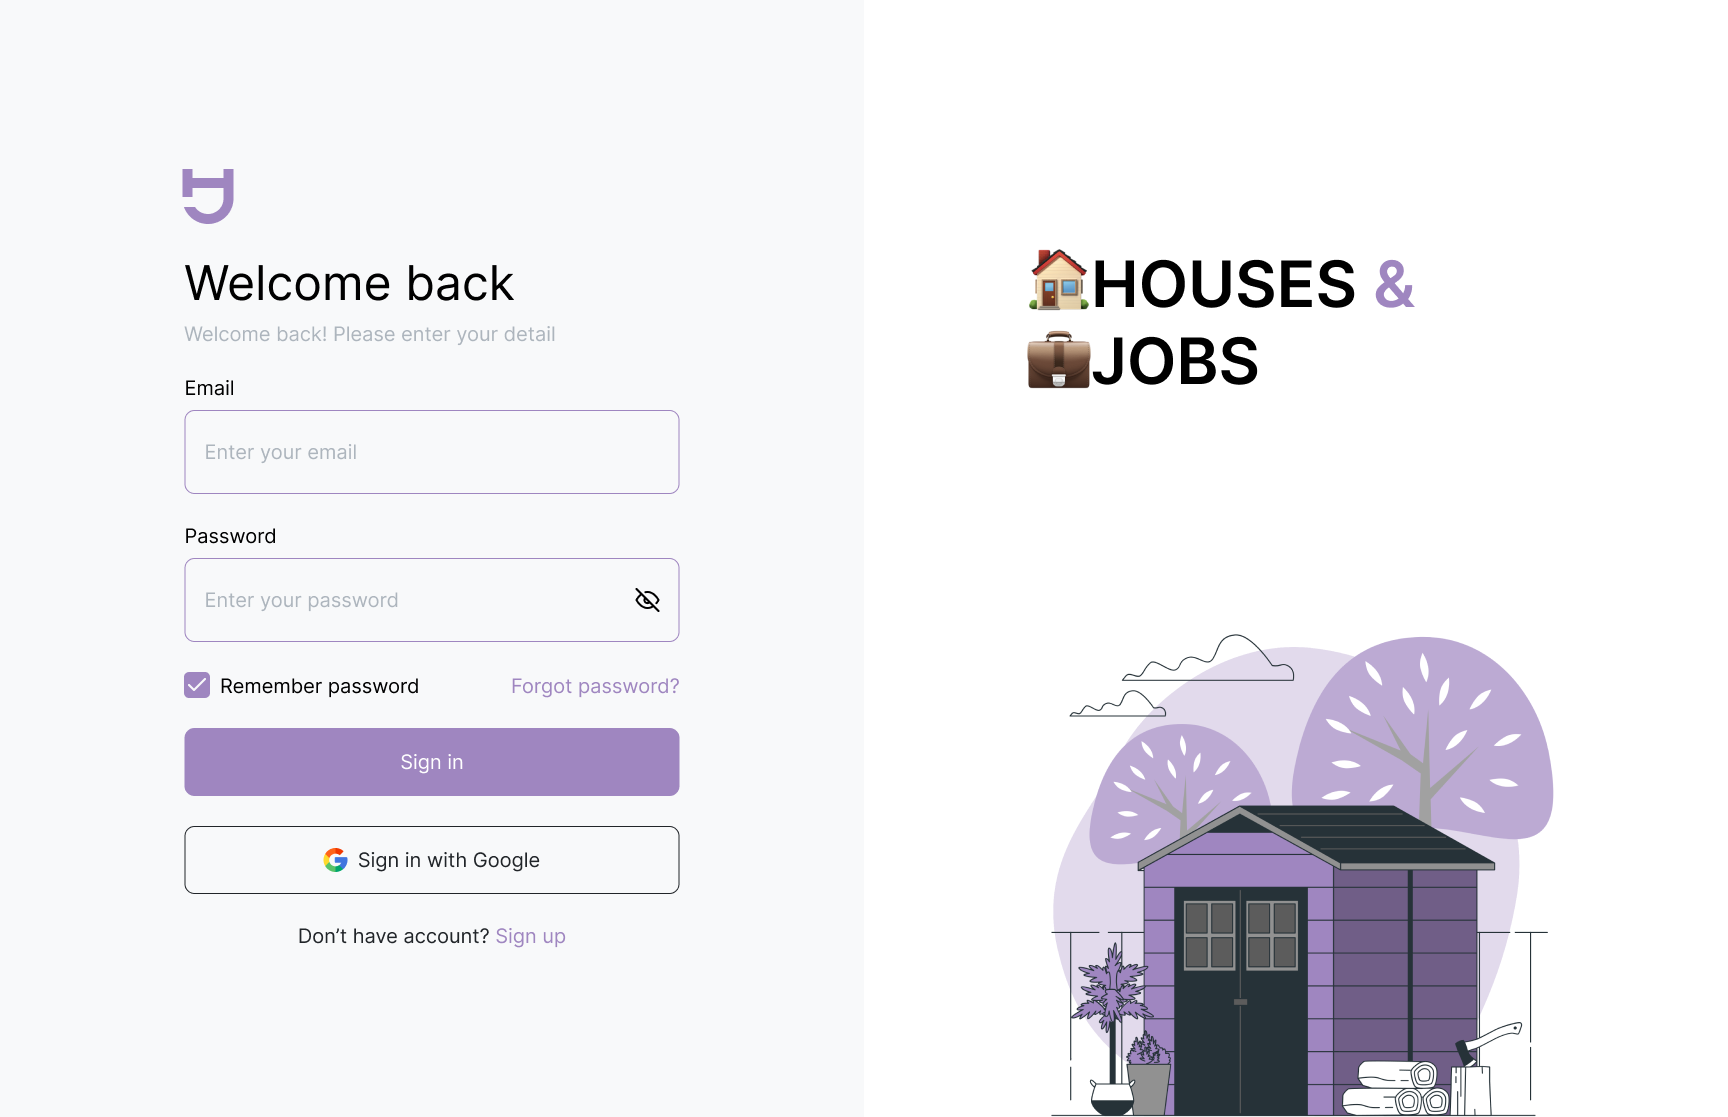 Welcome back
Welcome back! Please enter your detail
Email
Enter your email
Password
Enter your password
Remember password
Forgot password?
Sign in
Sign in with Google
Don’t have account? Sign up
🏠HOUSES &
💼JOBS